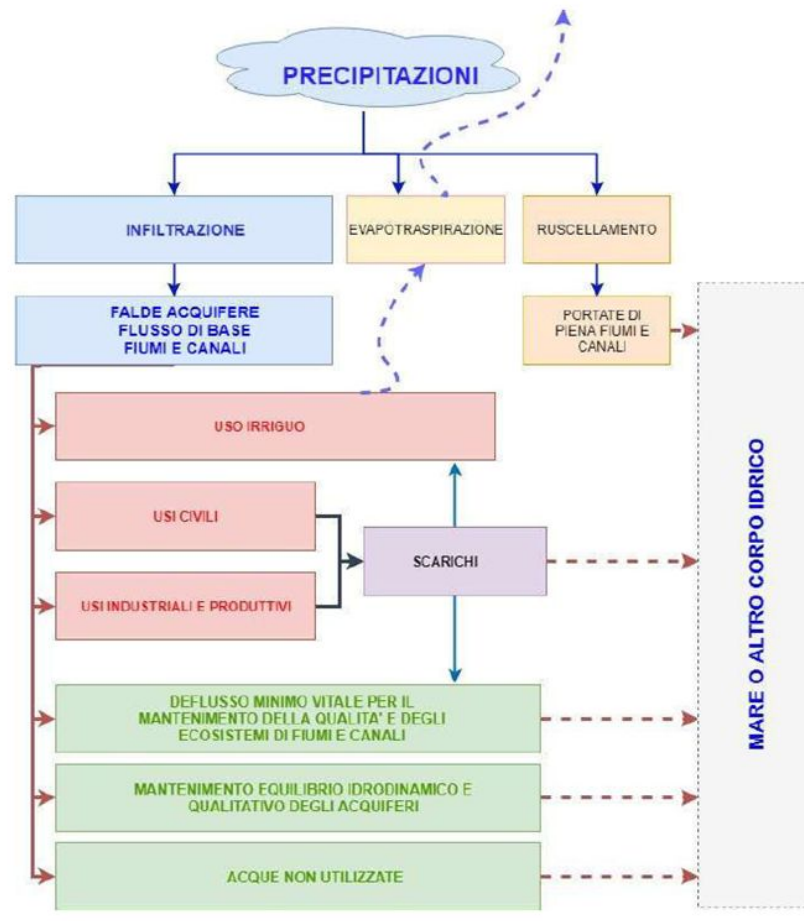 PRECIPITAZIONI
INFILTRAZIONE
EVAPOTRASPIRAZIONE
RUSCELLAMENTO
FALDE ACQUIFERE
FLUSSO DI BASE
FIUMI E CANALI
PORTATE DI
PIENA FIUMI E
CANALI
USO IRRIGUO
USI CIVILI
SCARICHI
USI INDUSTRIALI E PRODUTTIVI
DEFLUSSO MINIMO VITALE PER IL
MANTENIMENTO DELLA QUALITA' E DEGLI
ECOSISTEMI DI FIUMI E CANALI
MANTENIMENTO EQUILIBRIO IDRODINAMICO E
QUALITATIVO DEGLI ACQUIFERI
ACQUE NON UTILIZZATE
MARE O ALTRO CORPO IDRICO